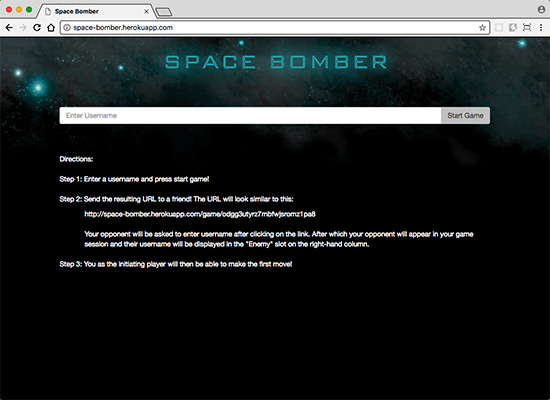 Space Bomber
space-bomber.herokuapp.com
SPACE BOMBER
Enter Username
Start Game
Directions:
Step 1: Enter a username and press start game!
Step 2: Send the resulting URL to a friend! The URL will look similar to this:
http://space-bomber.herokuapp.com/game/odgg3utyrz7mbfwjsromz1pa8
Your opponent will be asked to enter username after clicking on the link. After which your opponent will appear in your game
session and their username will be displayed in the "Enemy" slot on the right-hand column.
Step 3: You as the initiating player will then be able to make the first move!